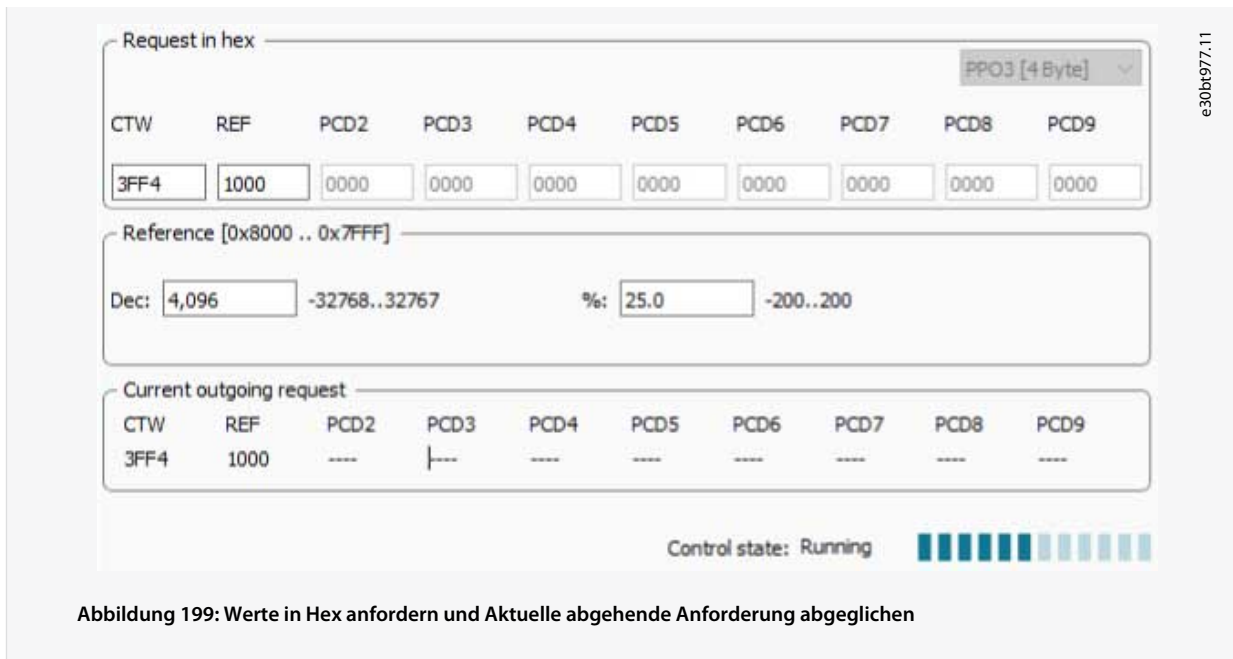 Request in hex
PPO3 [4 Byte]
CTW REF PCD2 PCD3 PCD4 PCD5 PCD6 PCD7 PCD8 PCD9
3FF4 1000 0000 0000 0000 0000 0000 0000 0000 0000
Reference [0x8000 .. 0x7FFF]
Dec: 4,096 -32768..32767 %: 25.0 -200..200
Current outgoing request
CTW REF PCD2 PCD3 PCD4 PCD5 PCD6 PCD7 PCD8 PCD9
3FF4 1000 ---- ---- ---- ---- ---- ---- ---- ----
Control state: Running
e30bt977.11
Abbildung 199: Werte in Hex anfordern und Aktuelle abgehende Anforderung abgeglichen